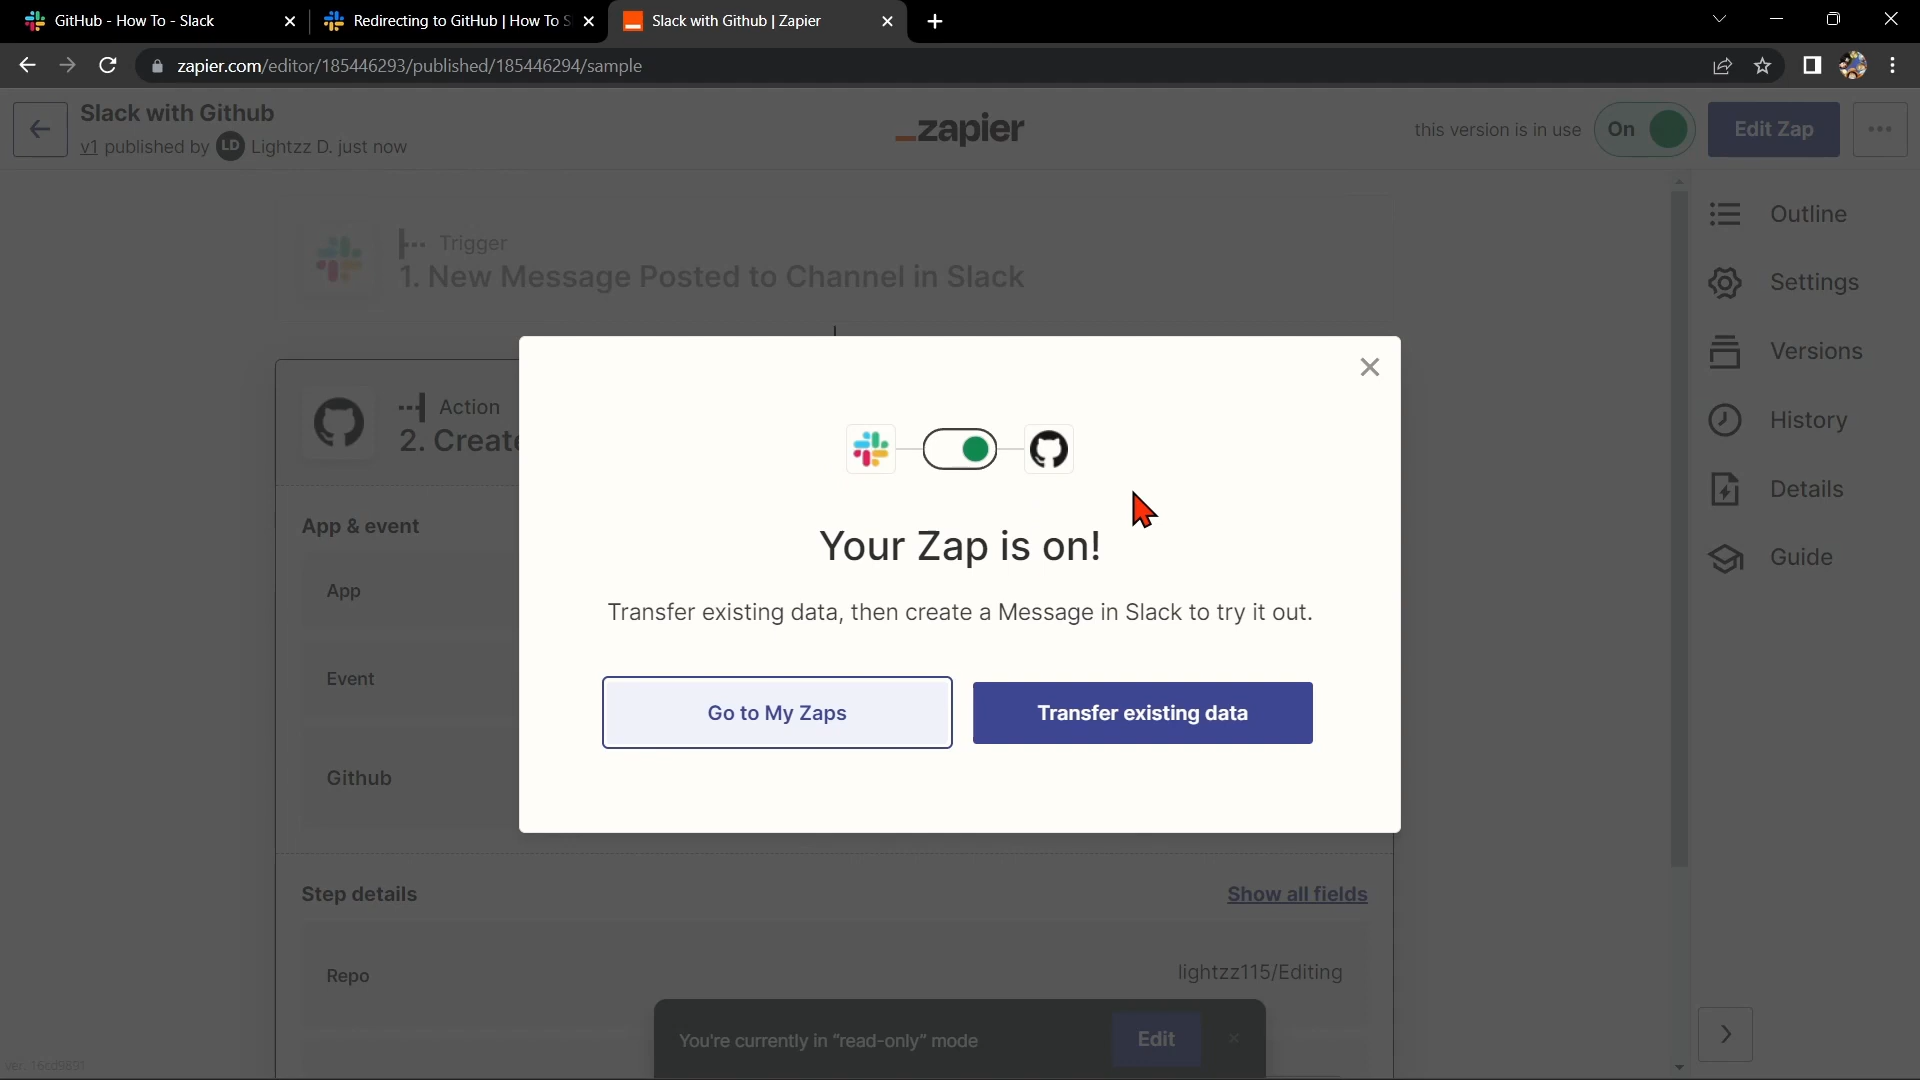 GitHub - How To - Slack
Redirecting to GitHub | How To S
Slack with Github | Zapier
zapier.com/editor/185446293/published/185446294/sample
Slack with Github
v1 published by LD Lightzz D. just now
_zapier
this version is in use
On
Edit Zap
Outline
Settings
Versions
History
Details
Guide
Trigger
1. New Message Posted to Channel in Slack
Action
2. Create
App & event
App
Event
Github
Your Zap is on!
Transfer existing data, then create a Message in Slack to try it out.
Go to My Zaps
Transfer existing data
Step details
Show all fields
Repo
lightzz115/Editing
You're currently in “read-only” mode
Edit